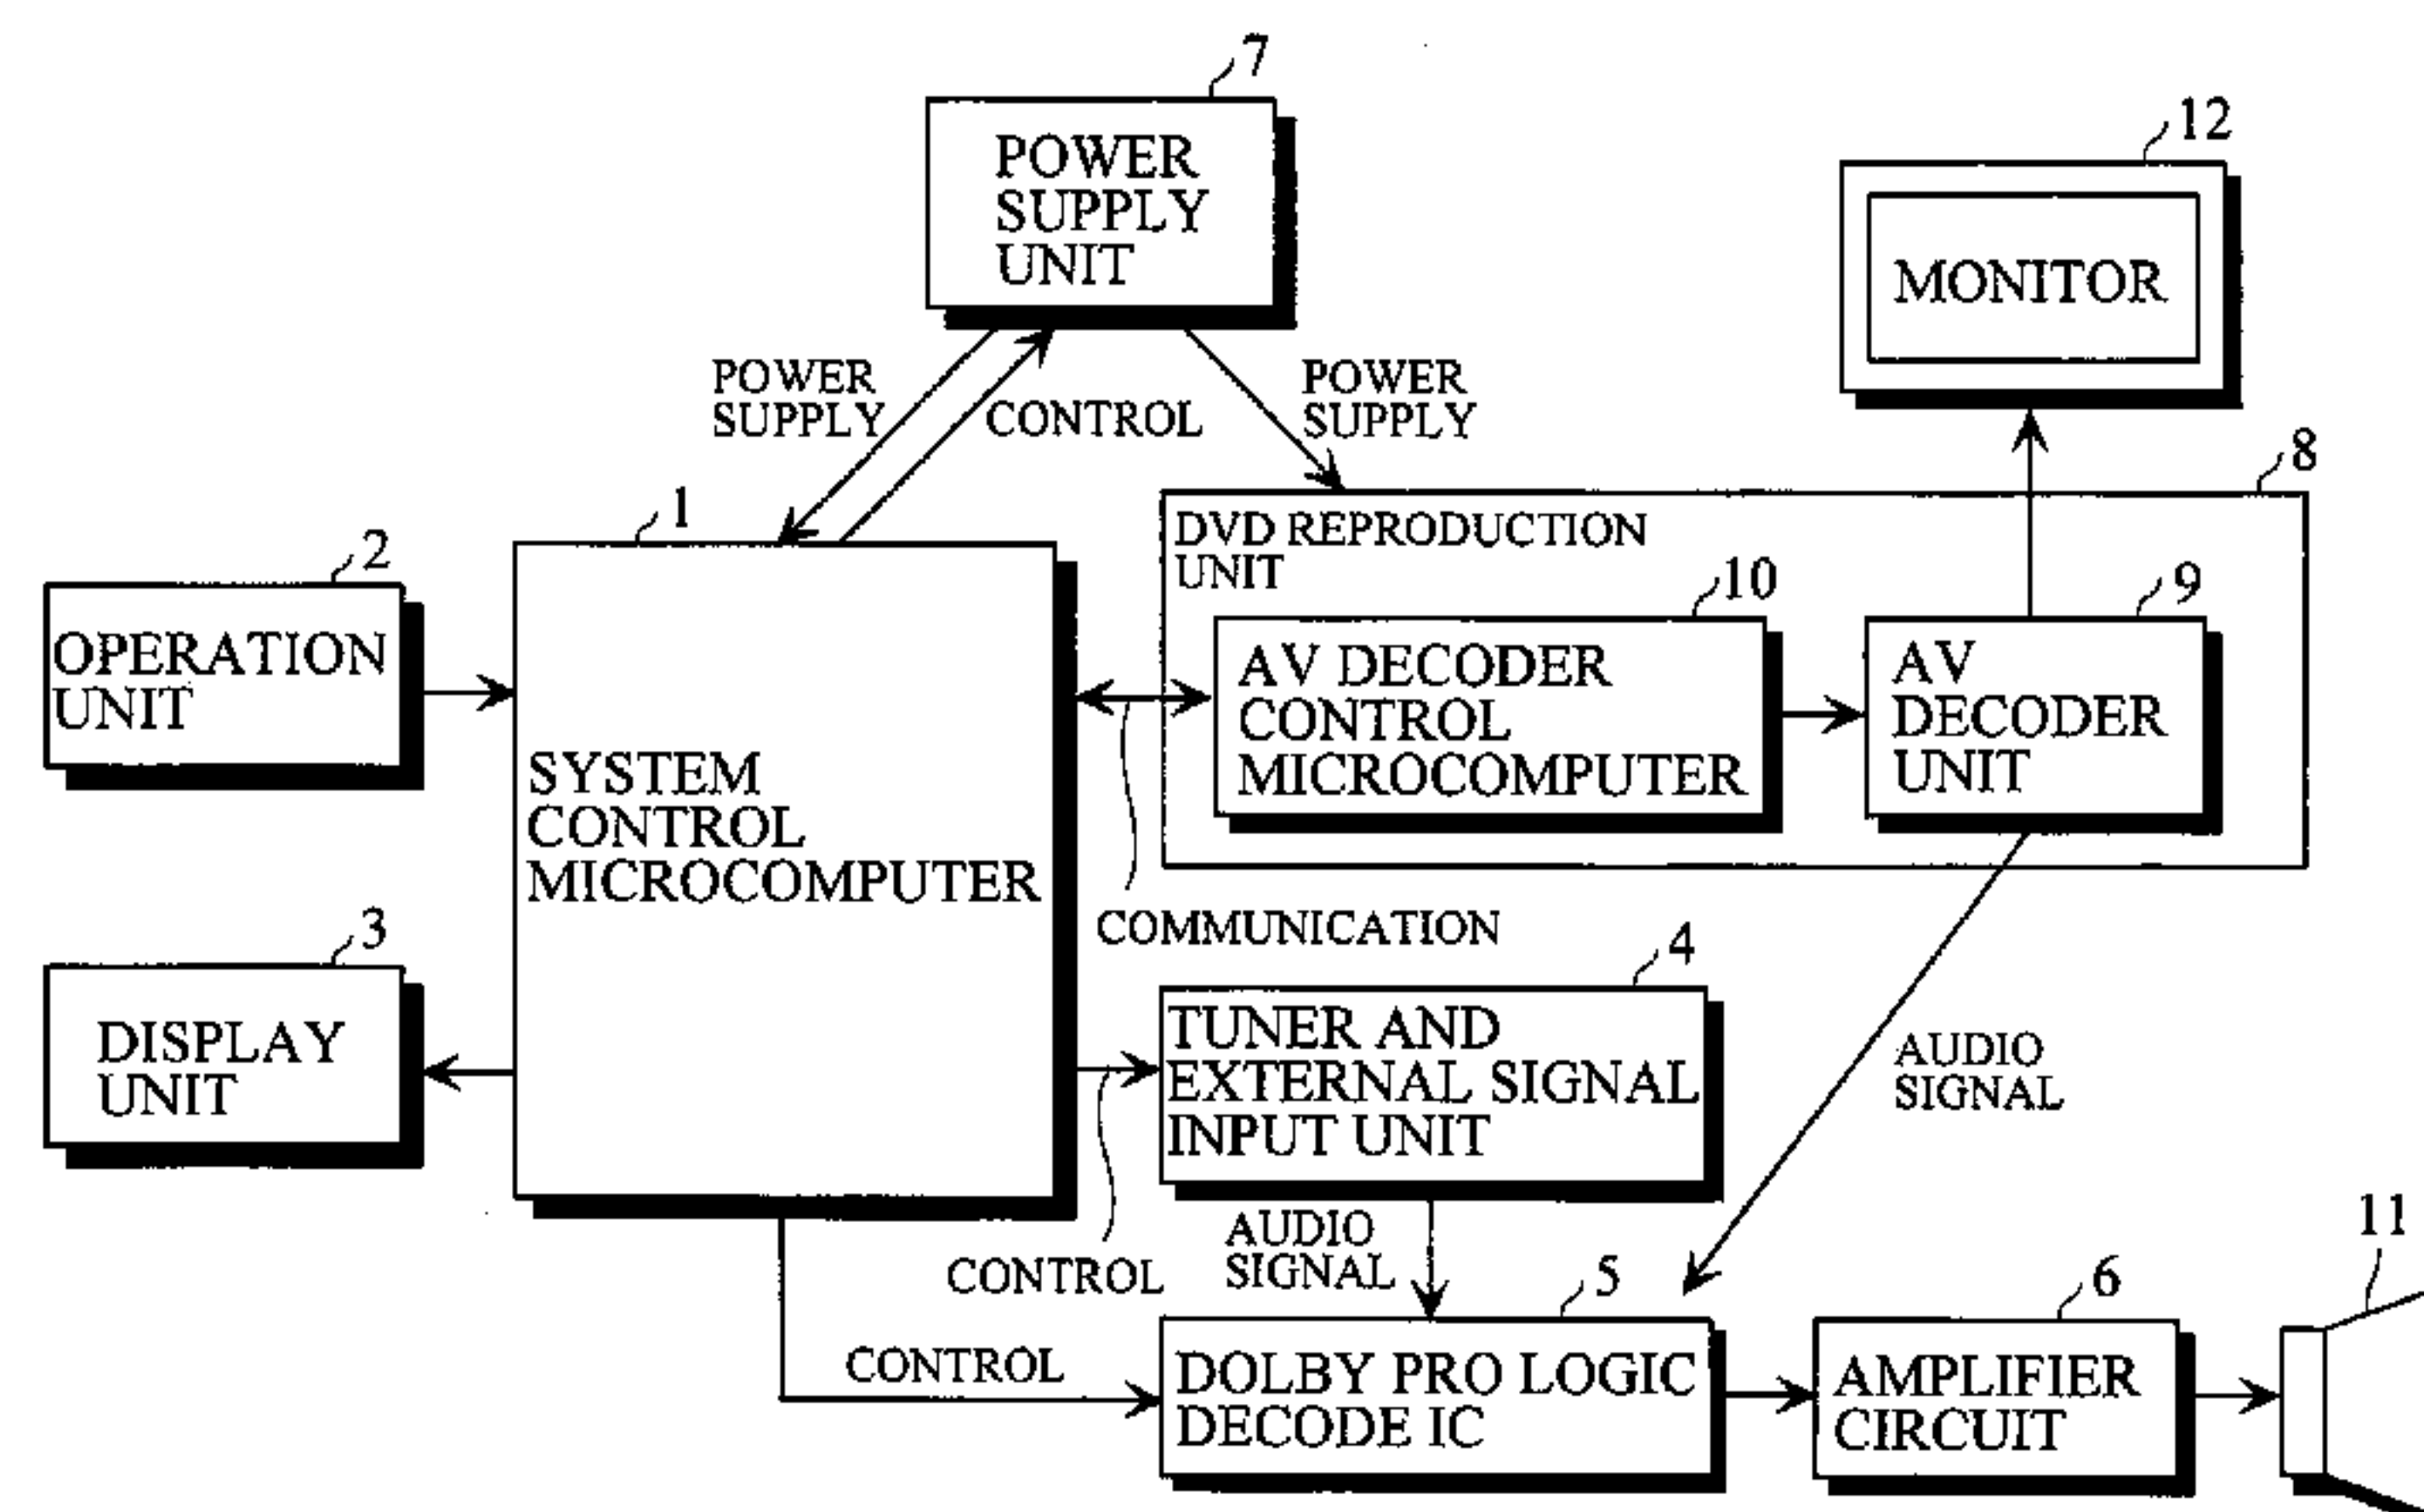 7
POWER
SUPPLY
UNIT
12
MONITOR
POWER
SUPPLY
CONTROL
POWER
SUPPLY
8
DVD REPRODUCTION
UNIT
1
2
OPERATION
UNIT
10
AV DECODER
CONTROL
MICROCOMPUTER
9
AV
DECODER
UNIT
SYSTEM
CONTROL
MICROCOMPUTER
COMMUNICATION
3
DISPLAY
UNIT
4
TUNER AND
EXTERNAL SIGNAL
INPUT UNIT
AUDIO
SIGNAL
CONTROL
AUDIO
SIGNAL
CONTROL
5
DOLBY PRO LOGIC
DECODE IC
6
AMPLIFIER
CIRCUIT
11